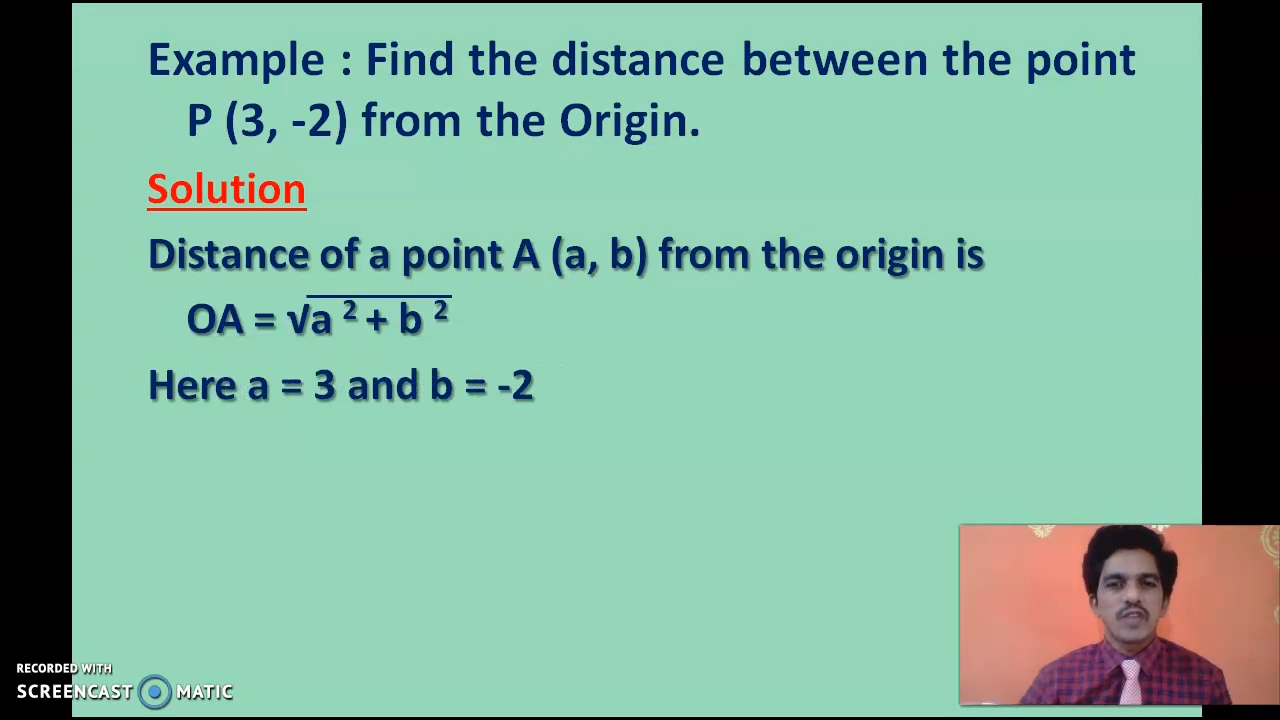 Example : Find the distance between the point
P (3, -2) from the Origin.
Solution
Distance of a point A (a, b) from the origin is
OA = √a ² + b ²
Here a = 3 and b = -2
RECORDED WITH
SCREENCAST MATIC